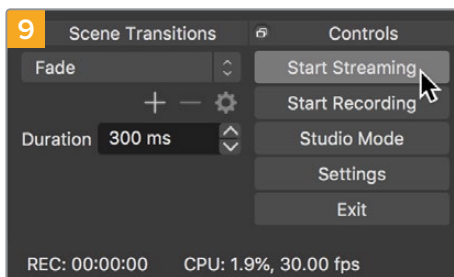 9
Scene Transitions
Controls
Fade
Start Streaming
Start Recording
Duration 300 ms
Studio Mode
Settings
Exit
REC: 00:00:00 CPU: 1.9%, 30.00 fps